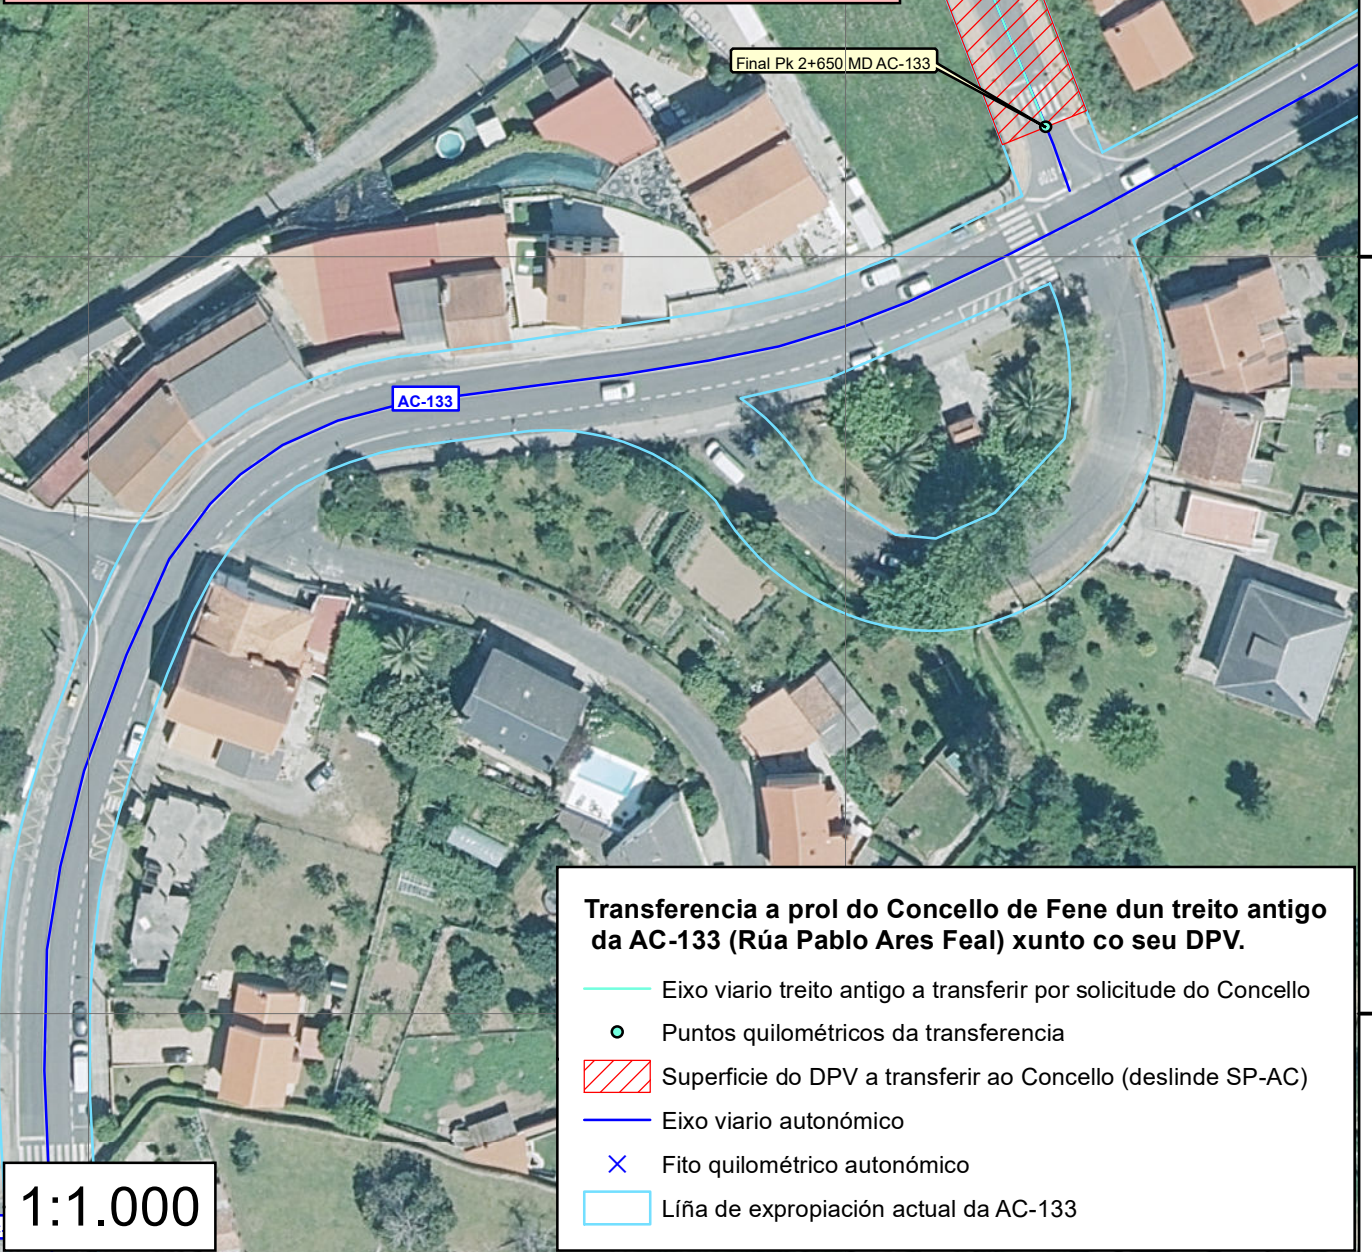 Final Pk 2+650 MD AC-133
STOP
AC-133
Transferencia a prol do Concello de Fene dun treito antigo
da AC-133 (Rúa Pablo Ares Feal) xunto co seu DPV.
Eixo viario treito antigo a transferir por solicitude do Concello
Puntos quilométricos da transferencia
Superficie do DPV a transferir ao Concello (deslinde SP-AC)
Eixo viario autonómico
Fito quilométrico autonómico
Líña de expropiación actual da AC-133
1:1.000